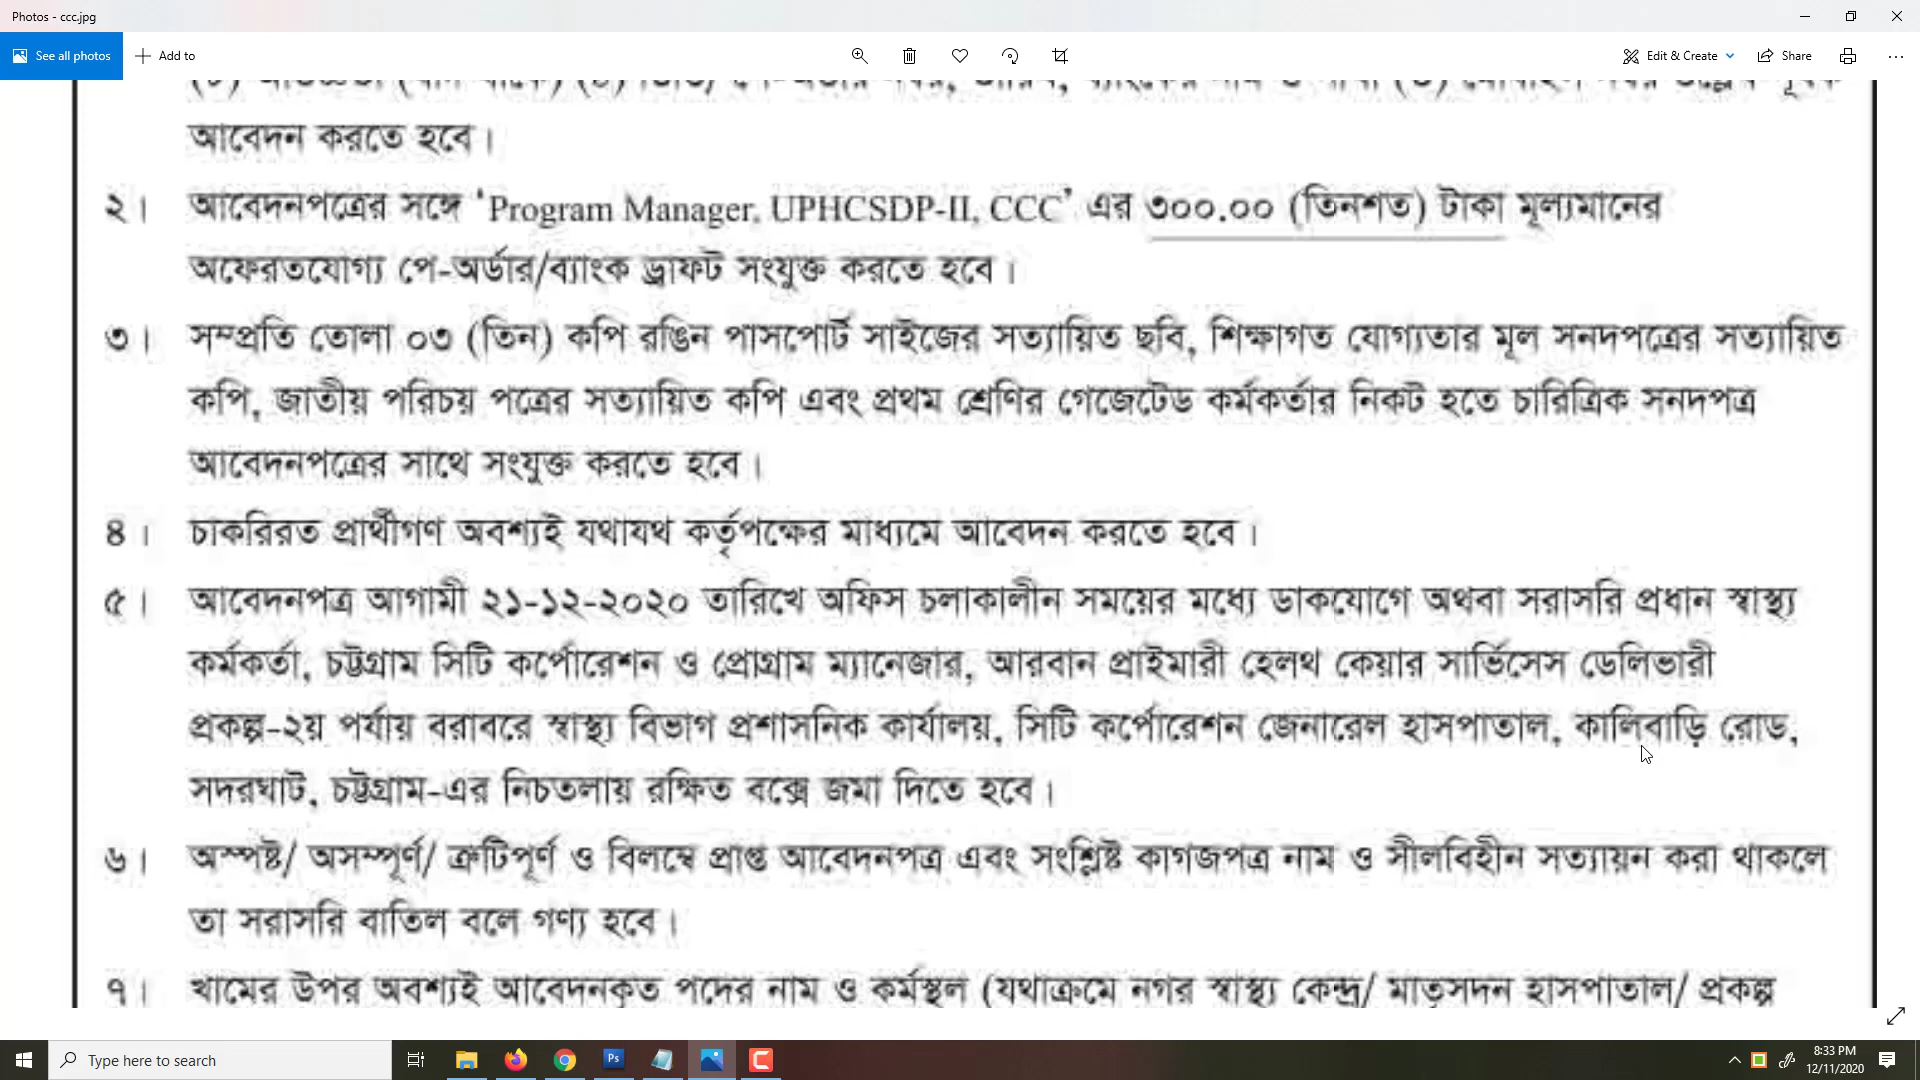 Photos - ccc.jpg
See all photos
Add to
Edit & Create
Share
আবেদন করতে হবে।
২। আবেদনপত্রের সঙ্গে ‘Program Manager, UPHCSDP-II, CCC’ এর ৩০০.০০ (তিনশত) টাকা মূল্যমানের
অফেরতযোগ্য পে-অর্ডার/ব্যাংক ড্রাফট সংযুক্ত করতে হবে।
৩। সম্প্রতি তোলা ০৩ (তিন) কপি রঙিন পাসপোর্ট সাইজের সত্যায়িত ছবি, শিক্ষাগত যোগ্যতার মূল সনদপত্রের সত্যায়িত
কপি, জাতীয় পরিচয় পত্রের সত্যায়িত কপি এবং প্রথম শ্রেণির গেজেটেড কর্মকর্তার নিকট হতে চারিত্রিক সনদপত্র
আবেদনপত্রের সাথে সংযুক্ত করতে হবে।
৪। চাকরিরত প্রার্থীগণ অবশ্যই যথাযথ কর্তৃপক্ষের মাধ্যমে আবেদন করতে হবে।
৫। আবেদনপত্র আগামী ২১-১২-২০২০ তারিখে অফিস চলাকালীন সময়ের মধ্যে ডাকযোগে অথবা সরাসরি প্রধান স্বাস্থ্য
কর্মকর্তা, চট্টগ্রাম সিটি কর্পোরেশন ও প্রোগ্রাম ম্যানেজার, আরবান প্রাইমারী হেলথ কেয়ার সার্ভিসেস ডেলিভারী
প্রকল্প-২য় পর্যায় বরাবরে স্বাস্থ্য বিভাগ প্রশাসনিক কার্যালয়, সিটি কর্পোরেশন জেনারেল হাসপাতাল, কালিবাড়ি রোড,
সদরঘাট, চট্টগ্রাম-এর নিচতলায় রক্ষিত বক্সে জমা দিতে হবে।
৬। অস্পষ্ট/ অসম্পূর্ণ/ ত্রুটিপূর্ণ ও বিলম্বে প্রাপ্ত আবেদনপত্র এবং সংশ্লিষ্ট কাগজপত্র নাম ও সীলবিহীন সত্যায়ন করা থাকলে
তা সরাসরি বাতিল বলে গণ্য হবে।
৭। খামের উপর অবশ্যই আবেদনকৃত পদের নাম ও কর্মস্থল (যথাক্রমে নগর স্বাস্থ্য কেন্দ্র/ মাতৃসদন হাসপাতাল/ প্রকল্প
Type here to search
Ps
8:33 PM
12/11/2020